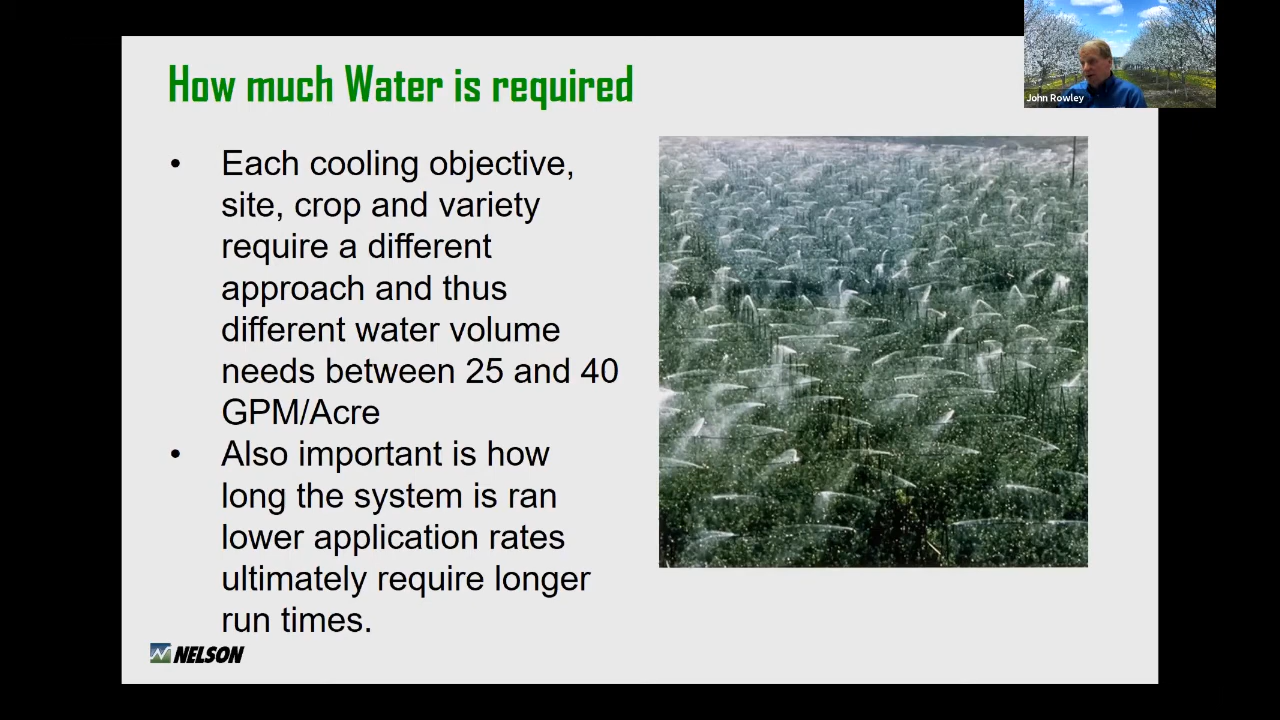 How much Water is required
John Rowley
• Each cooling objective,
site, crop and variety
require a different
approach and thus
different water volume
needs between 25 and 40
GPM/Acre
• Also important is how
long the system is ran
lower application rates
ultimately require longer
run times.
NELSON